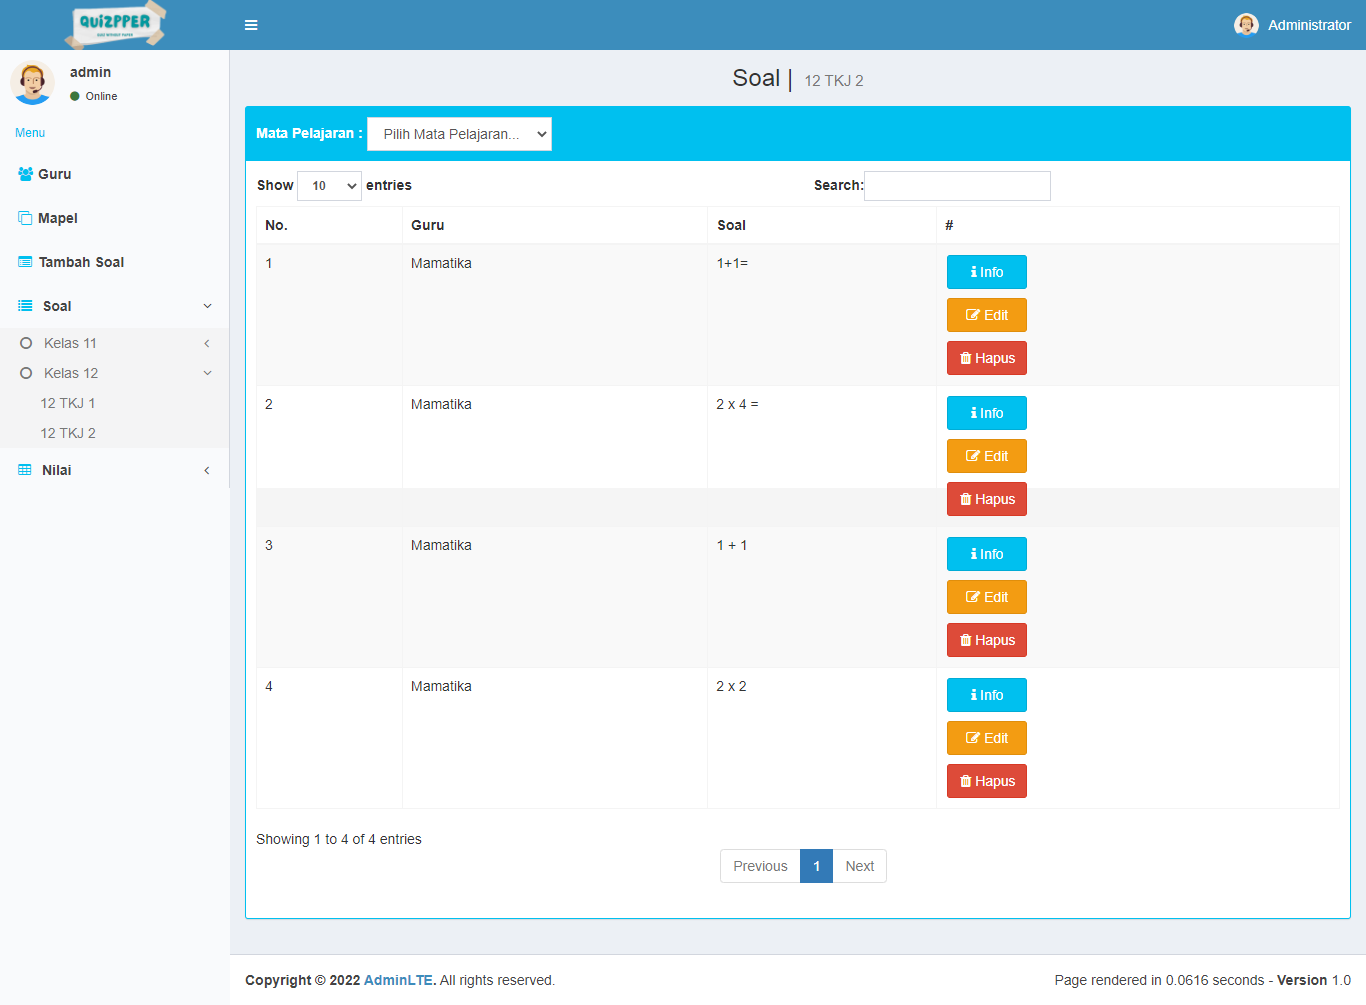 QUiZPPER
QUIZ WITHOUT PAPER
Administrator
admin
Online
Menu
Guru
Mapel
Tambah Soal
Soal
Kelas 11
Kelas 12
12 TKJ 1
12 TKJ 2
Nilai
Soal | 12 TKJ 2
Mata Pelajaran : Pilih Mata Pelajaran...
Show 10 entries Search:
No. Guru Soal #
1 Mamatika 1+1= Info
Edit
Hapus
2 Mamatika 2 x 4 = Info
Edit
Hapus
3 Mamatika 1 + 1 Info
Edit
Hapus
4 Mamatika 2 x 2 Info
Edit
Hapus
Showing 1 to 4 of 4 entries
Previous 1 Next
Copyright © 2022 AdminLTE. All rights reserved. Page rendered in 0.0616 seconds - Version 1.0